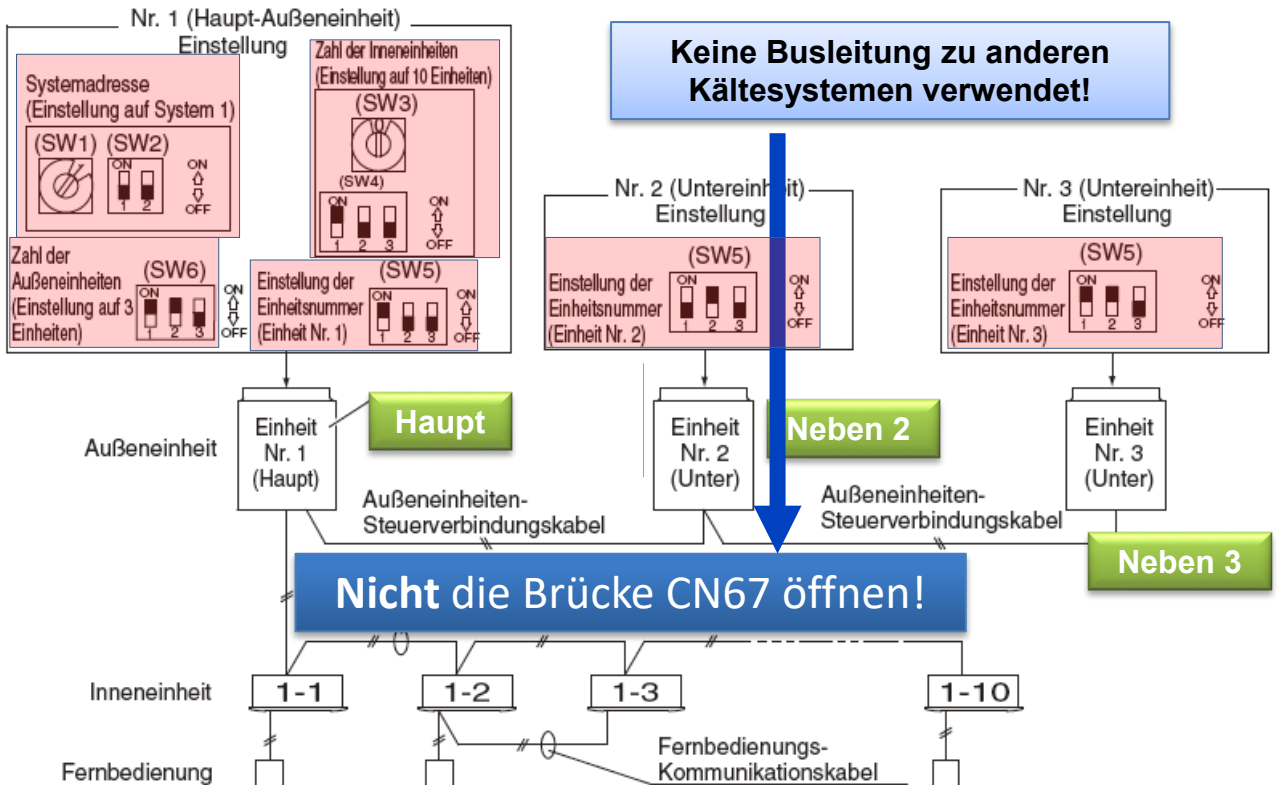 Nr. 1 (Haupt-Außeneinheit)
Einstellung
Systemadresse
(Einstellung auf System 1)
(SW1) (SW2)
ON
1 2
ON
OFF
Zahl der Inneneinheiten
(Einstellung auf 10 Einheiten)
(SW3)
0
(SW4)
ON
1 2 3
ON
OFF
Zahl der
Außeneinheiten
(Einstellung auf 3
Einheiten)
(SW6)
ON
1 2 3
ON
OFF
Einstellung der
Einheitsnummer
(Einheit Nr. 1)
(SW5)
ON
1 2 3
ON
OFF
Keine Busleitung zu anderen
Kältesystemen verwendet!
Nr. 2 (Untereinheit)
Einstellung
(SW5)
Einstellung der
Einheitsnummer
(Einheit Nr. 2)
ON
1 2 3
ON
OFF
Nr. 3 (Untereinheit)
Einstellung
(SW5)
Einstellung der
Einheitsnummer
(Einheit Nr. 3)
ON
1 2 3
ON
OFF
Außeneinheit
Einheit
Nr. 1
(Haupt)
Haupt
Einheit
Nr. 2
(Unter)
Neben 2
Einheit
Nr. 3
(Unter)
Neben 3
Außeneinheiten-
Steuerverbindungskabel
Außeneinheiten-
Steuerverbindungskabel
Nicht die Brücke CN67 öffnen!
Inneneinheit
1-1
1-2
1-3
1-10
Fernbedienung
Fernbedienungs-
Kommunikationskabel